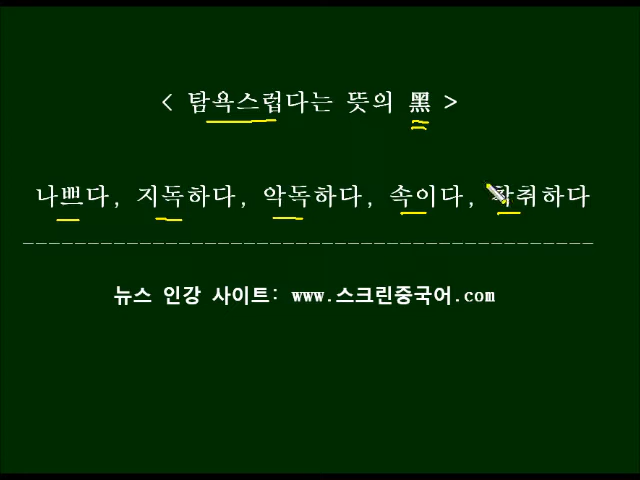 < 탐욕스럽다는 뜻의 黑 >
나쁘다, 지독하다, 악독하다, 속이다, 착취하다
뉴스 인강 사이트: www.스크린중국어.com